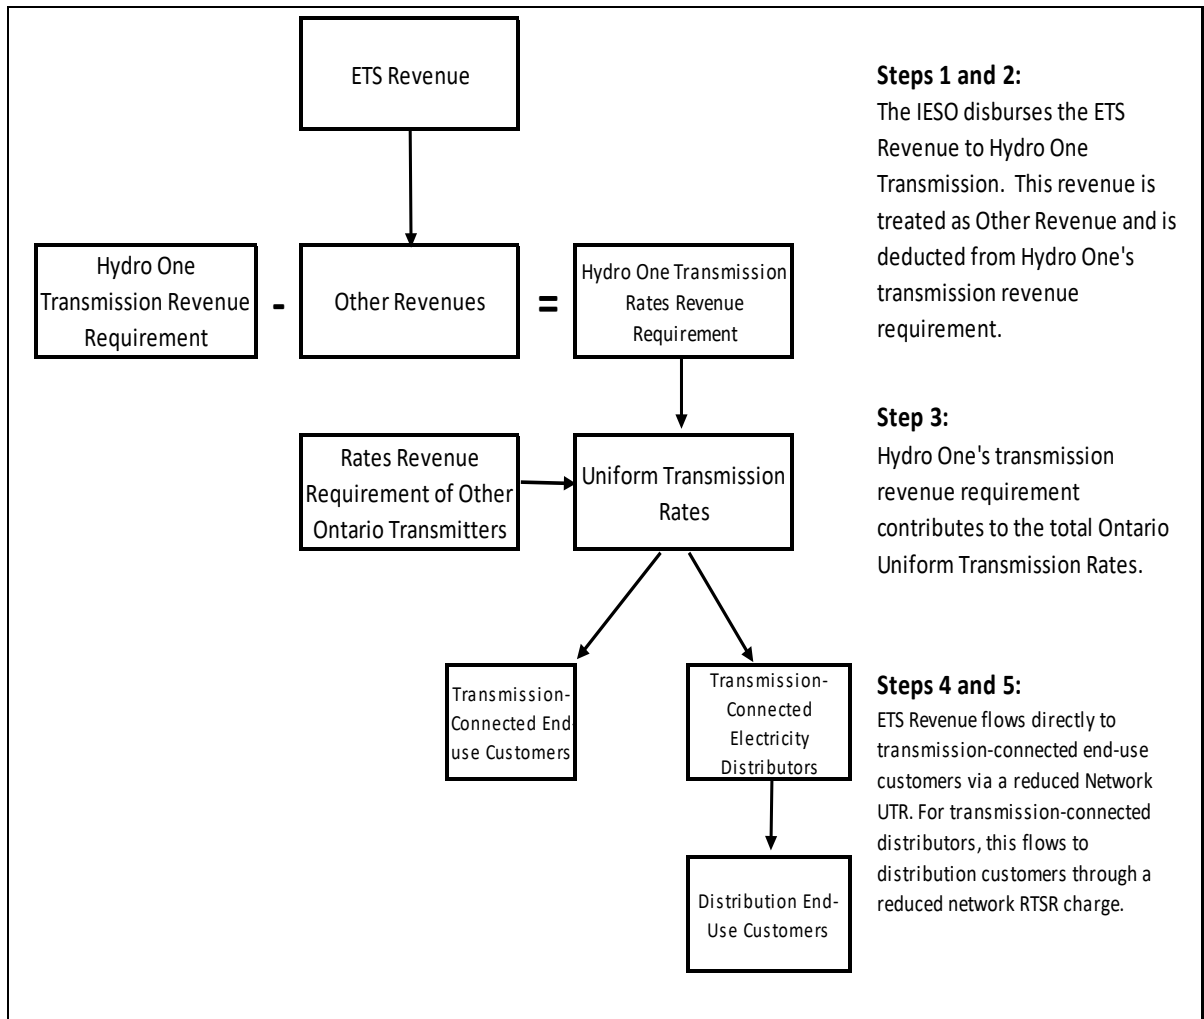 ETS Revenue
Hydro One
Transmission Revenue
Requirement
-
Other Revenues
=
Hydro One Transmission
Rates Revenue
Requirement
Rates Revenue
Requirement of Other
Ontario Transmitters
Uniform Transmission
Rates
Transmission-
Connected End-
use Customers
Transmission-
Connected
Electricity
Distributors
Distribution End-
Use Customers
Steps 1 and 2:
The IESO disburses the ETS
Revenue to Hydro One
Transmission. This revenue is
treated as Other Revenue and is
deducted from Hydro One's
transmission revenue
requirement.
Step 3:
Hydro One's transmission
revenue requirement
contributes to the total Ontario
Uniform Transmission Rates.
Steps 4 and 5:
ETS Revenue flows directly to
transmission-connected end-use
customers via a reduced Network
UTR. For transmission-connected
distributors, this flows to
distribution customers through a
reduced network RTSR charge.